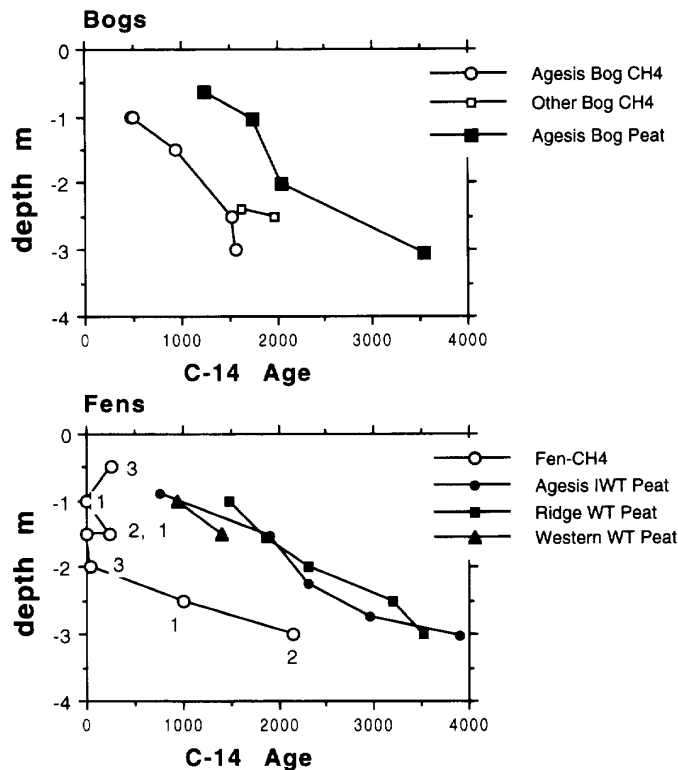 Bogs
0
-1
-2
-3
-4
depth m
0 1000 2000 3000 4000
C-14 Age
Agesis Bog CH4
Other Bog CH4
Agesis Bog Peat
Fens
0
-1
-2
-3
-4
depth m
3
1
2, 1
3
1
2
0 1000 2000 3000 4000
C-14 Age
Fen-CH4
Agesis IWT Peat
Ridge WT Peat
Western WT Peat